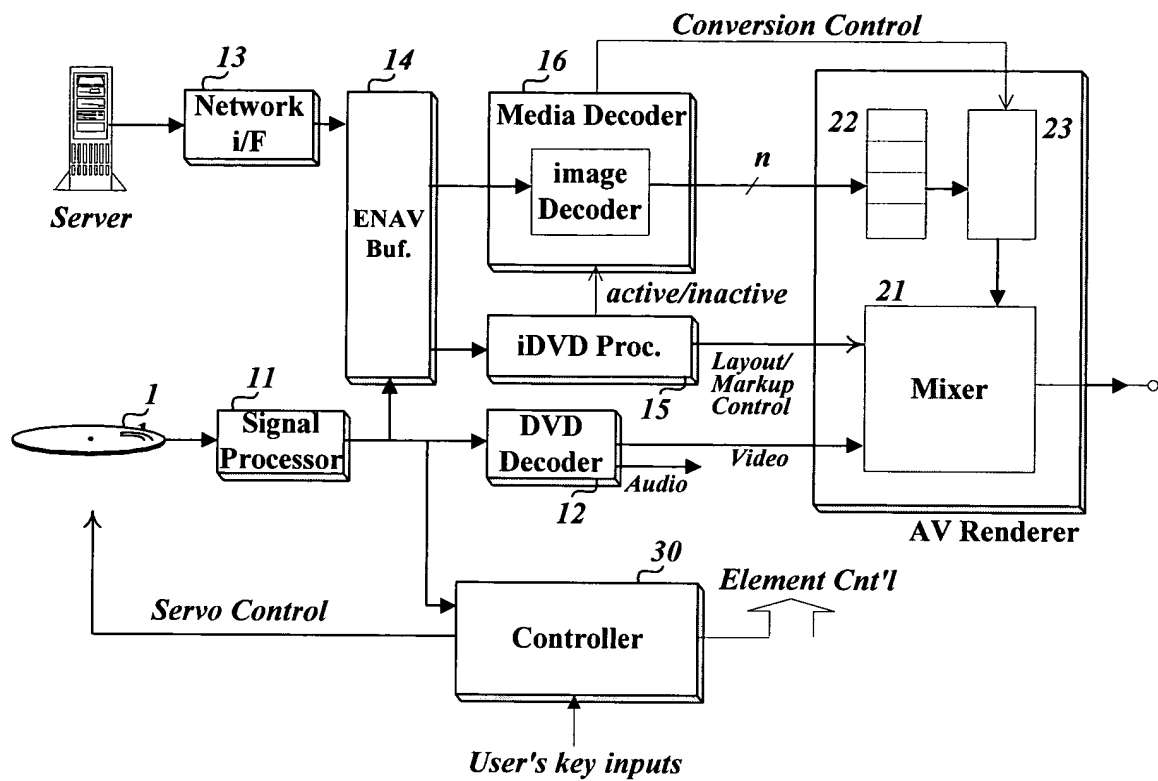 Conversion Control
13
14
16
Network
i/F
Media Decoder
22
23
image
Decoder
n
Server
ENAV
Buf.
active/inactive
21
iDVD Proc.
Layout/
Markup
Control
15
Mixer
1
11
Signal
Processor
DVD
Decoder
Video
Audio
12
AV Renderer
30
Element Cnt'l
Servo Control
Controller
User's key inputs